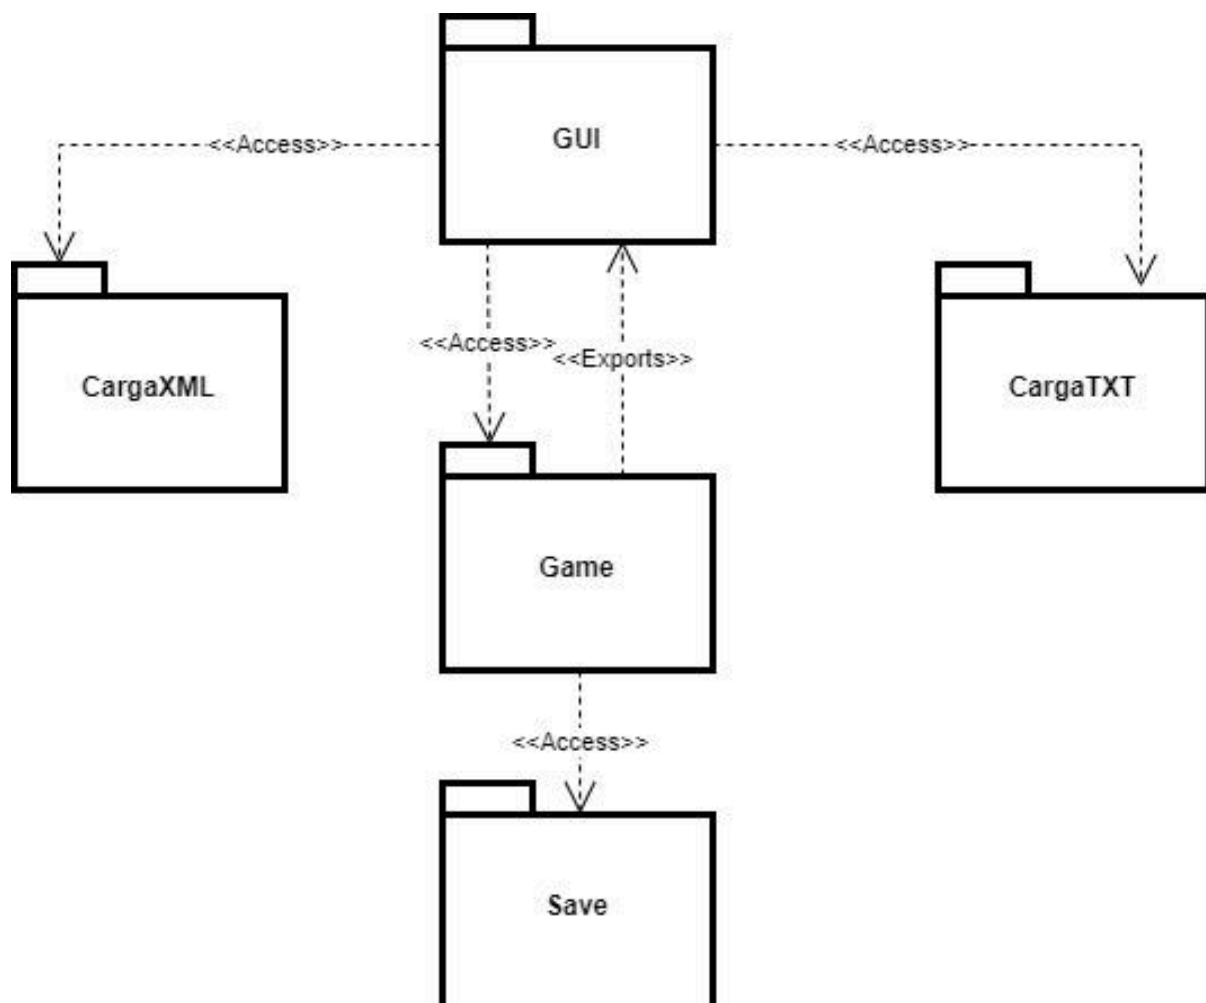 GUI
<<Access>>
<<Access>>
CargaXML
<<Access>>
<<Exports>>
CargaTXT
Game
<<Access>>
Save